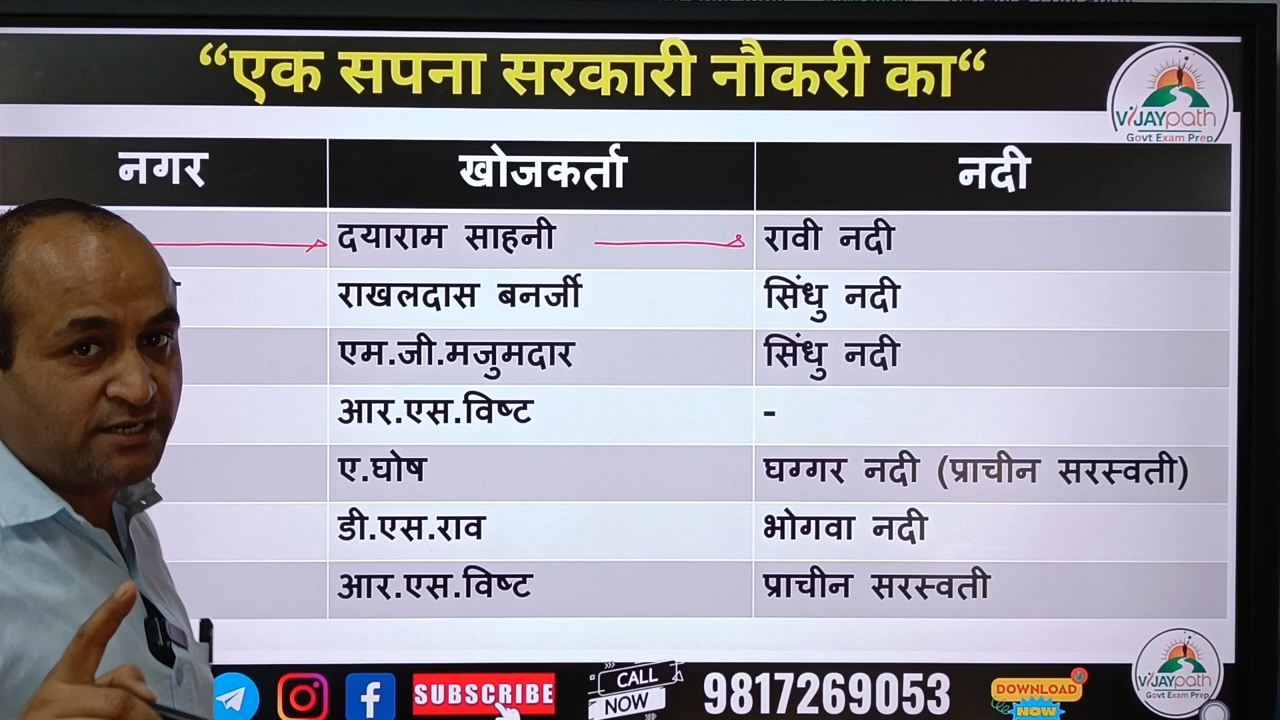 “एक सपना सरकारी नौकरी का“
VIJAYpath
Govt Exam Prep
नगर खोजकर्ता नदी
दयाराम साहनी रावी नदी
राखलदास बनर्जी सिंधु नदी
एम.जी.मजुमदार सिंधु नदी
आर.एस.विष्ट -
ए.घोष घग्गर नदी (प्राचीन सरस्वती)
डी.एस.राव भोगवा नदी
आर.एस.विष्ट प्राचीन सरस्वती
SUBSCRIBE
CALL
NOW
9817269053
DOWNLOAD
NOW
VIJAYpath
Govt Exam Prep